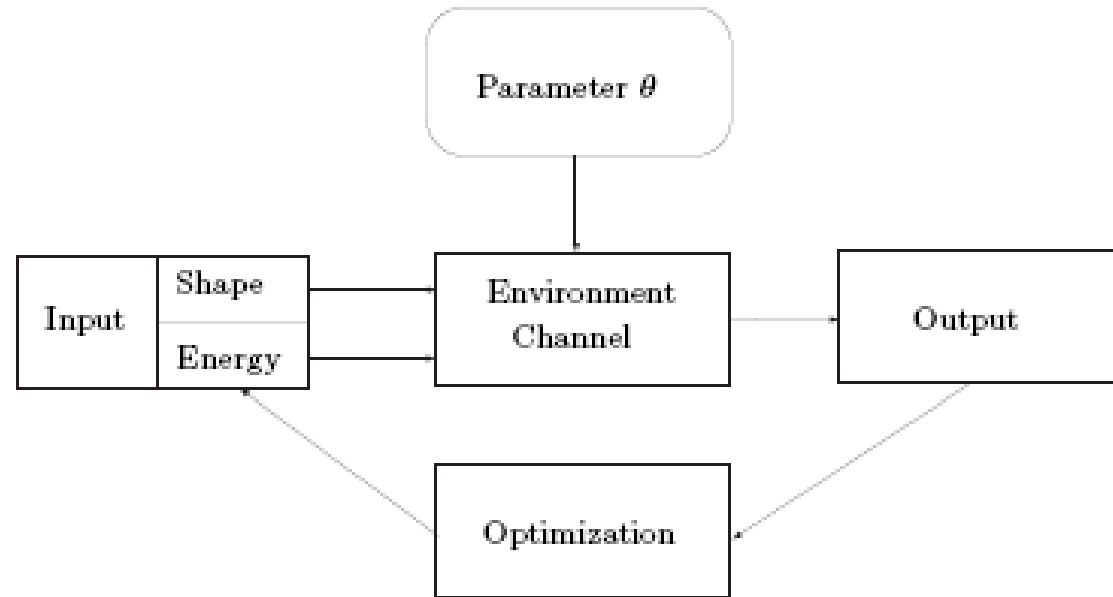 Parameter θ
Input
Shape
Energy
Environment
Channel
Output
Optimization